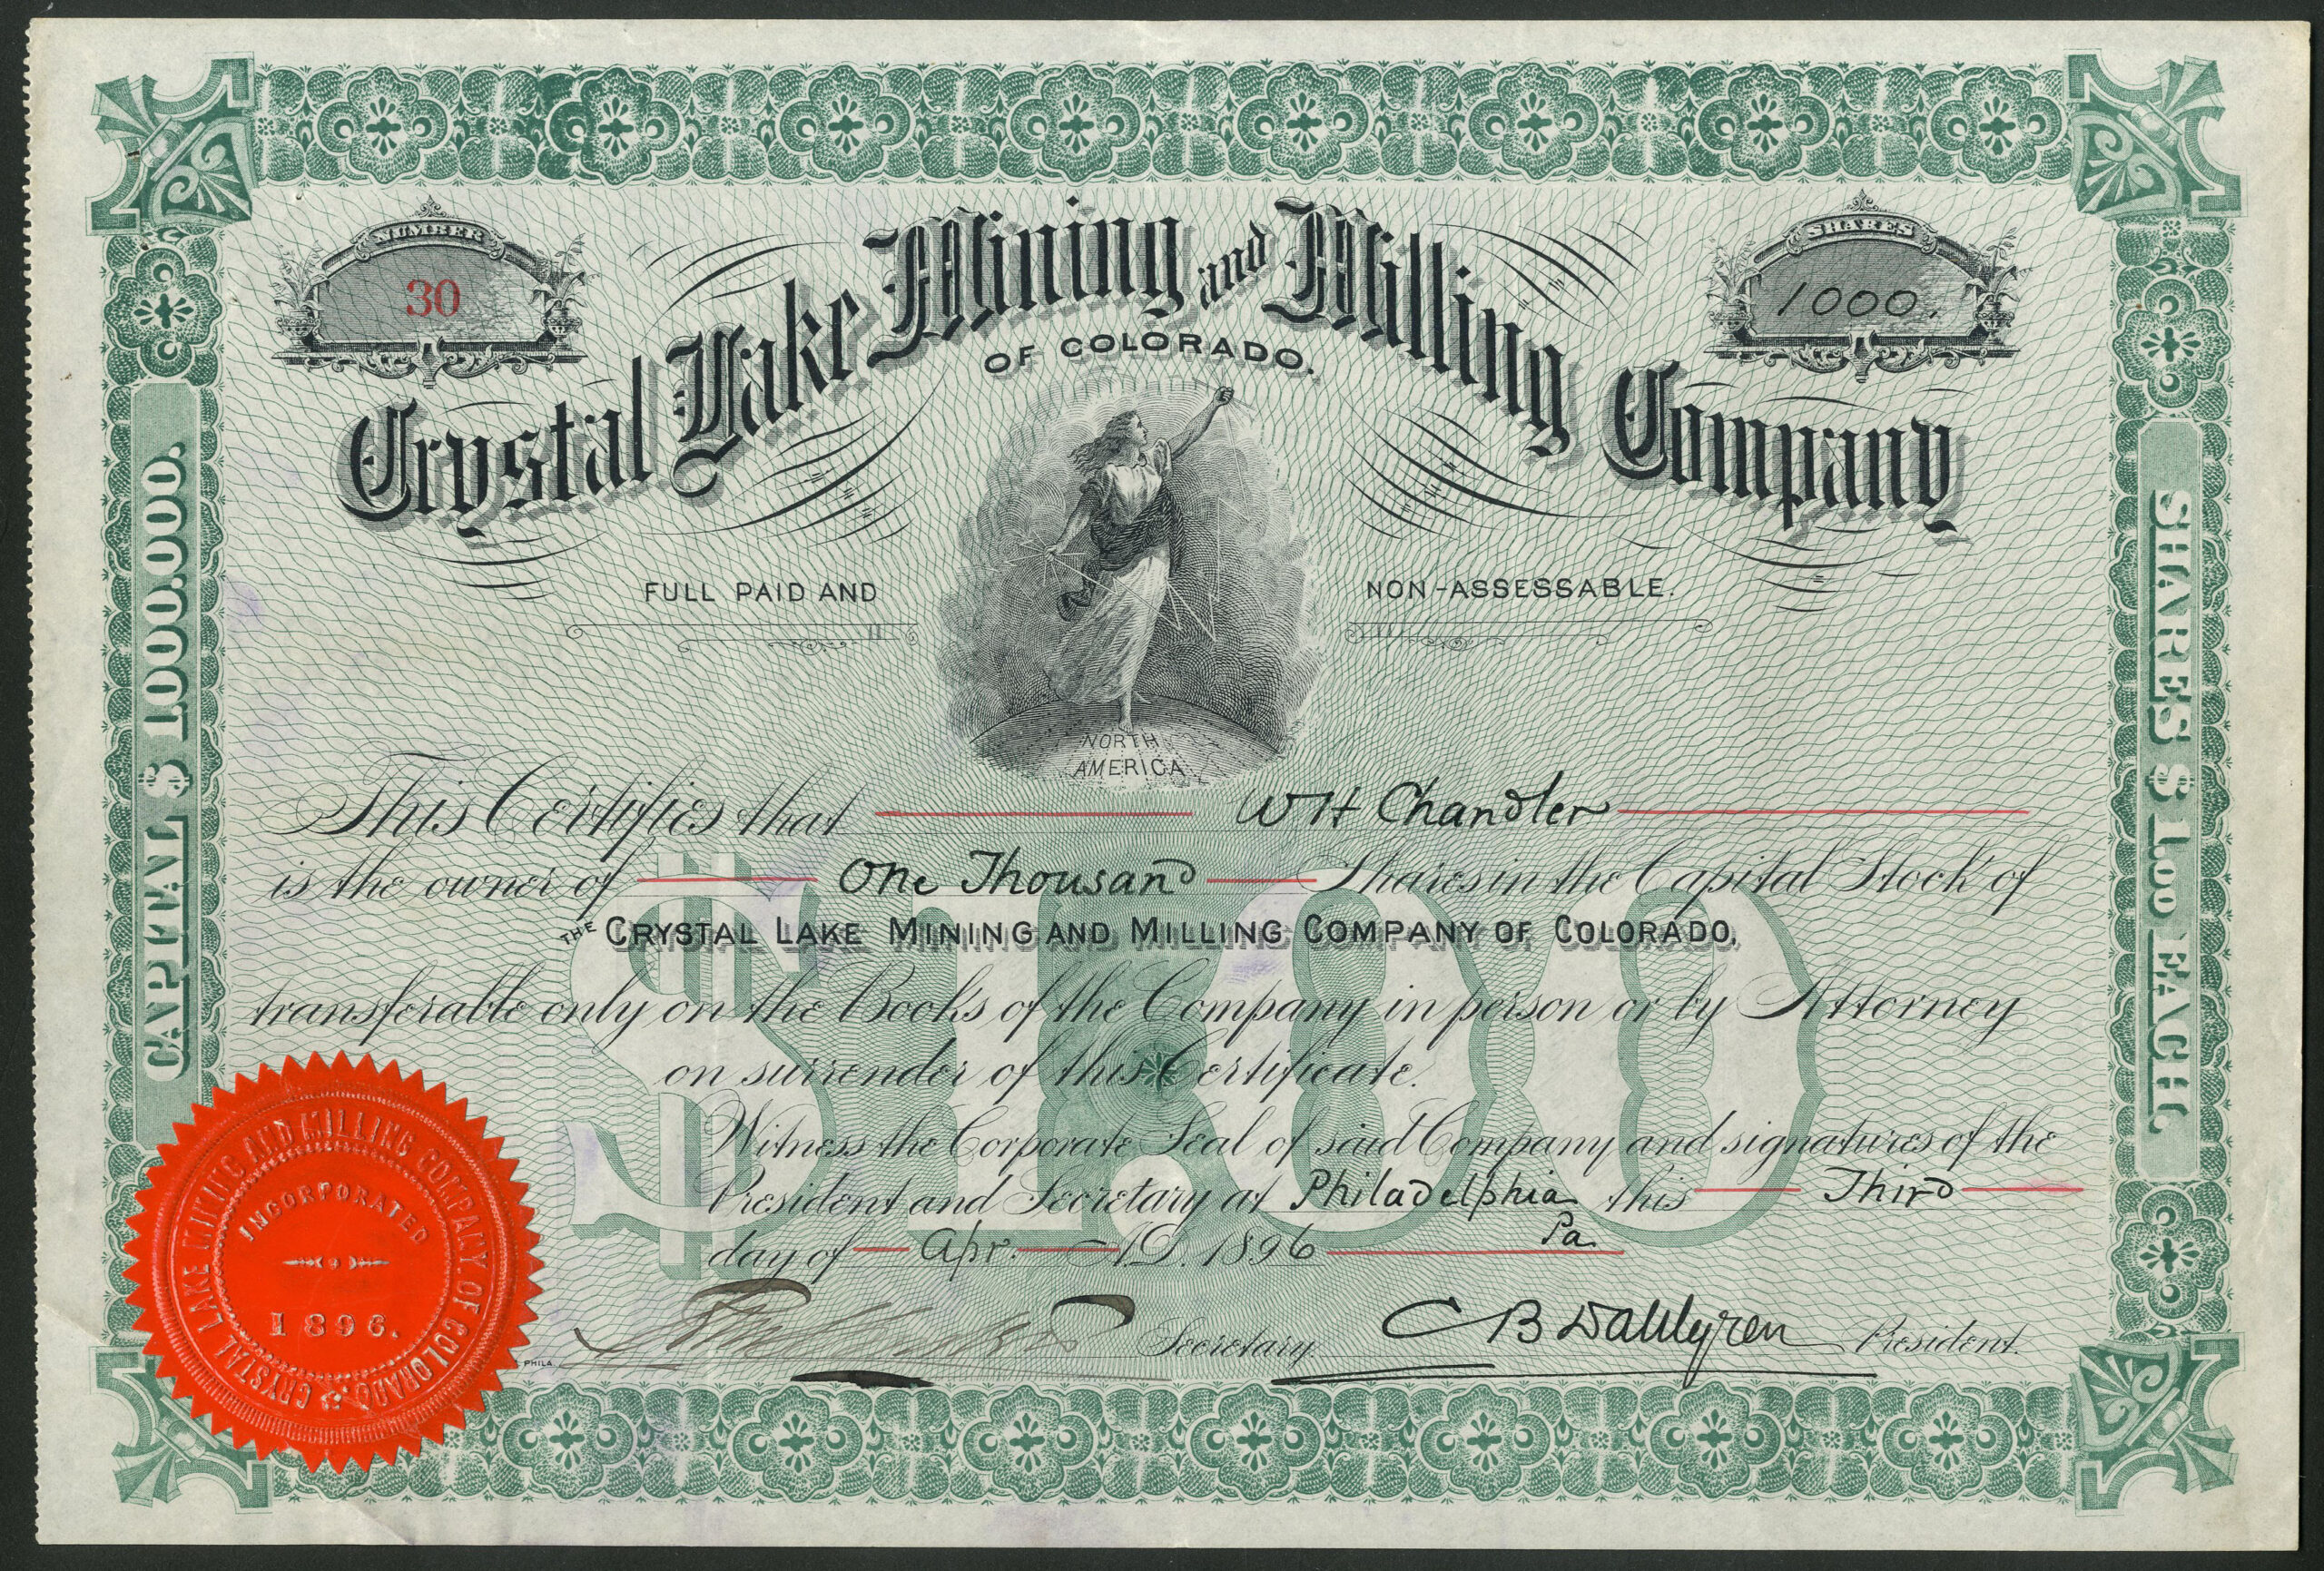 NUMBER
30
SHARES
1000.
Crystal Lake Mining and Milling Company
OF COLORADO.
FULL PAID AND NON-ASSESSABLE.
NORTH
AMERICA
CAPITAL $ 1.000.000.
SHARES $ 1.00 EACH
This Certifies that W H Chandler
is the owner of One Thousand Shares in the Capital Stock of
THE CRYSTAL LAKE MINING AND MILLING COMPANY OF COLORADO,
transferable only on the Books of the Company in person or by Attorney
on surrender of this Certificate.
$1.00
Witness the Corporate Seal of said Company and signatures of the
President and Secretary at Philadelphia Pa this Third
day of Apr. A.D. 1896
Secretary
C B Dahlgren President.
PHILA
CRYSTAL LAKE MINING AND MILLING COMPANY OF COLORADO.
INCORPORATED
1896.